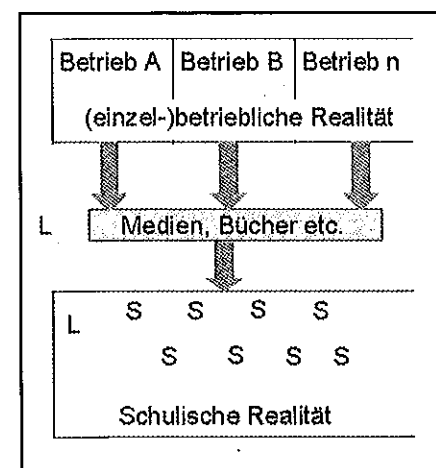 Betrieb A Betrieb B Betrieb n
(einzel-)betriebliche Realität
L Medien, Bücher etc.
S S S S
L
S S S S
Schulische Realität